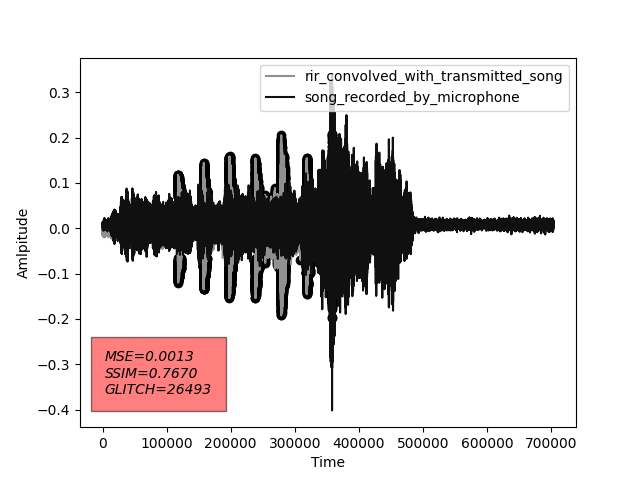 rir_convolved_with_transmitted_song
song_recorded_by_microphone
0.3
0.2
0.1
0.0
−0.1
−0.2
−0.3
−0.4
Amlpitude
MSE=0.0013
SSIM=0.7670
GLITCH=26493
0 100000 200000 300000 400000 500000 600000 700000
Time